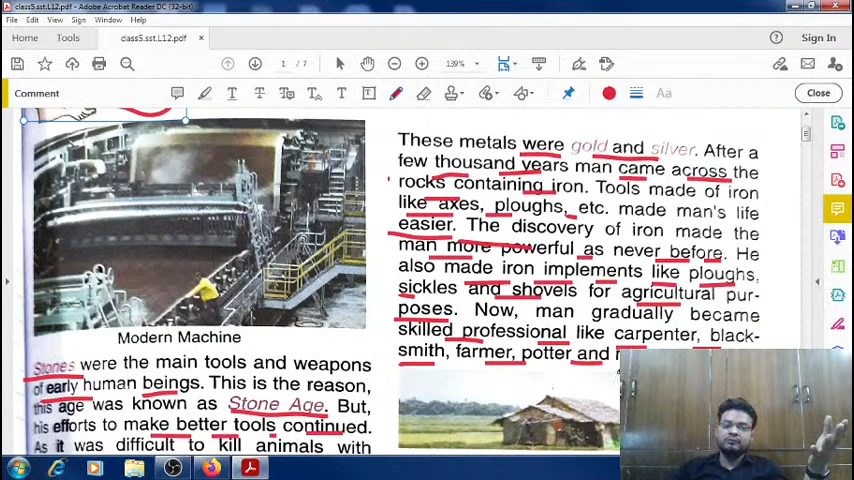 class5.sst.L12.pdf - Adobe Acrobat Reader DC (32-bit)
File Edit View Sign Window Help
Home Tools class5.sst.L12.pdf × Sign In
1 / 7 139%
Comment Close
Modern Machine
Stones were the main tools and weapons
of early human beings. This is the reason,
this age was known as Stone Age. But,
his efforts to make better tools continued.
As it was difficult to kill animals with
These metals were gold and silver. After a
few thousand years man came across the
rocks containing iron. Tools made of iron
like axes, ploughs, etc. made man's life
easier. The discovery of iron made the
man more powerful as never before. He
also made iron implements like ploughs,
sickles and shovels for agricultural pur-
poses. Now, man gradually became
skilled professional like carpenter, black-
smith, farmer, potter and